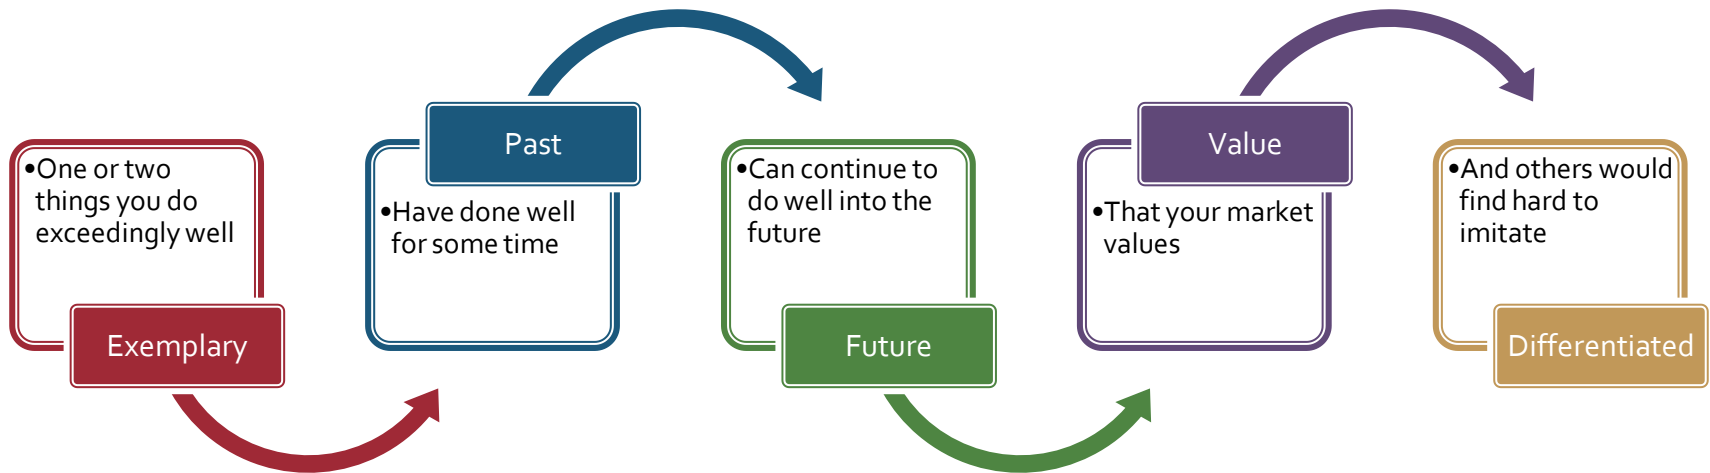 •One or two
things you do
exceedingly well
Exemplary
Past
•Have done well
for some time
•Can continue to
do well into the
future
Future
Value
•That your market
values
•And others would
find hard to
imitate
Differentiated